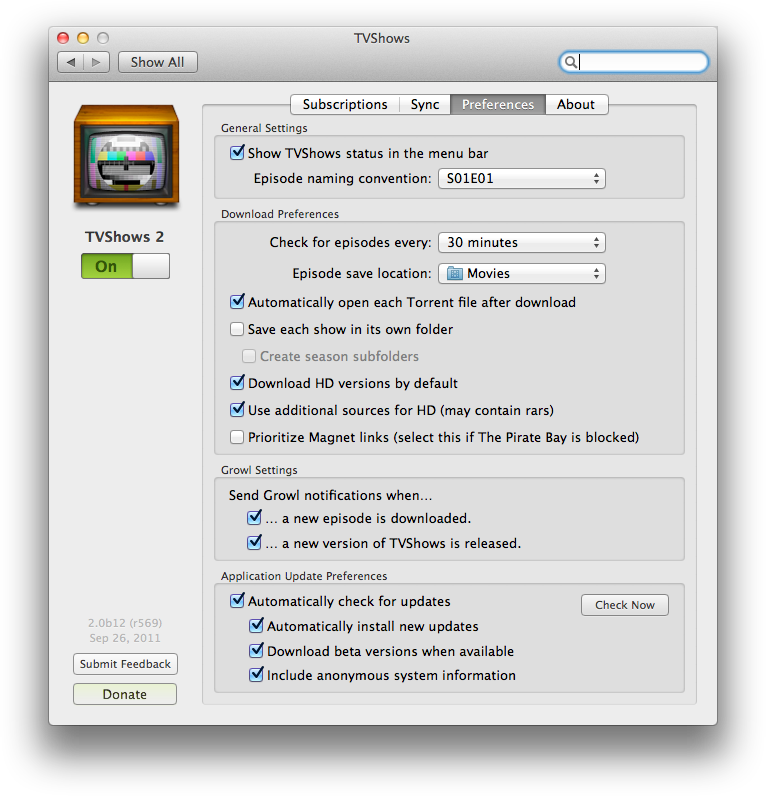 TVShows
Show All
Subscriptions Sync Preferences About
General Settings
Show TVShows status in the menu bar
Episode naming convention: S01E01
TVShows 2
On
Download Preferences
Check for episodes every: 30 minutes
Episode save location: Movies
Automatically open each Torrent file after download
Save each show in its own folder
Create season subfolders
Download HD versions by default
Use additional sources for HD (may contain rars)
Prioritize Magnet links (select this if The Pirate Bay is blocked)
Growl Settings
Send Growl notifications when...
... a new episode is downloaded.
... a new version of TVShows is released.
Application Update Preferences
Automatically check for updates Check Now
Automatically install new updates
Download beta versions when available
Include anonymous system information
2.0b12 (r569)
Sep 26, 2011
Submit Feedback
Donate